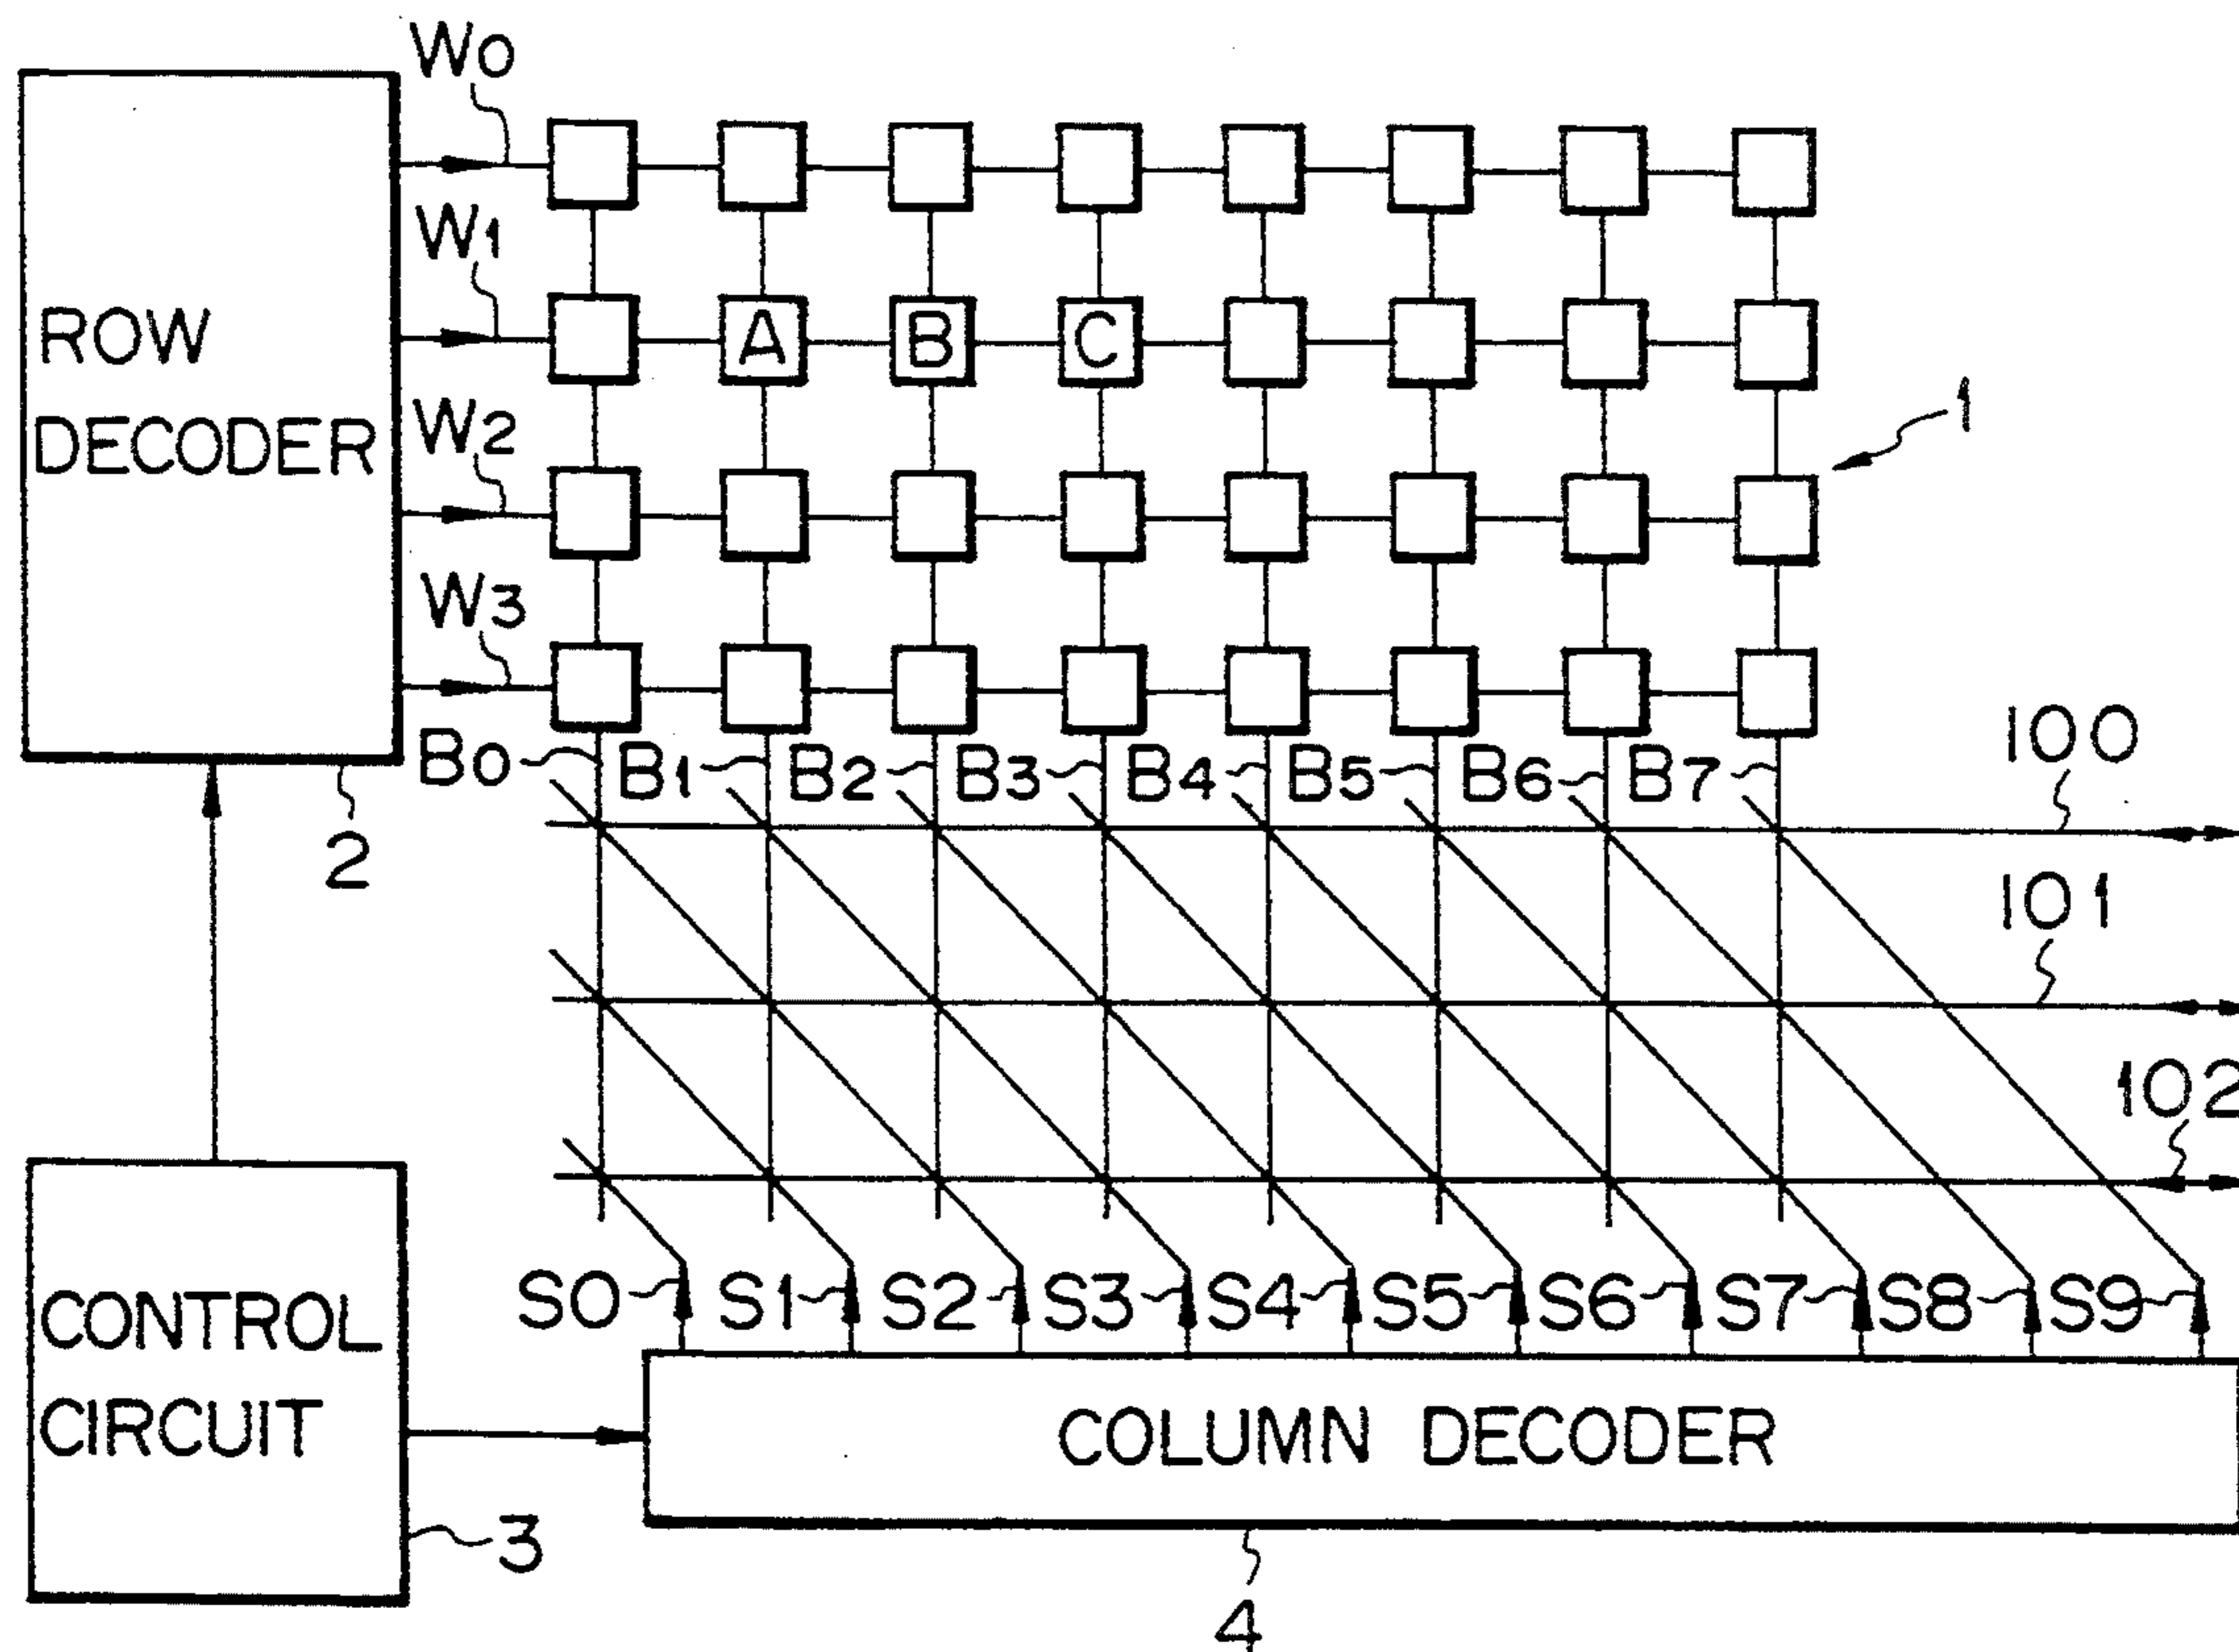 W0
W1
W2
W3
ROW
DECODER
A B C
1
B0 B1 B2 B3 B4 B5 B6 B7
100
101
102
2
S0 S1 S2 S3 S4 S5 S6 S7 S8 S9
CONTROL
CIRCUIT
COLUMN DECODER
3
4